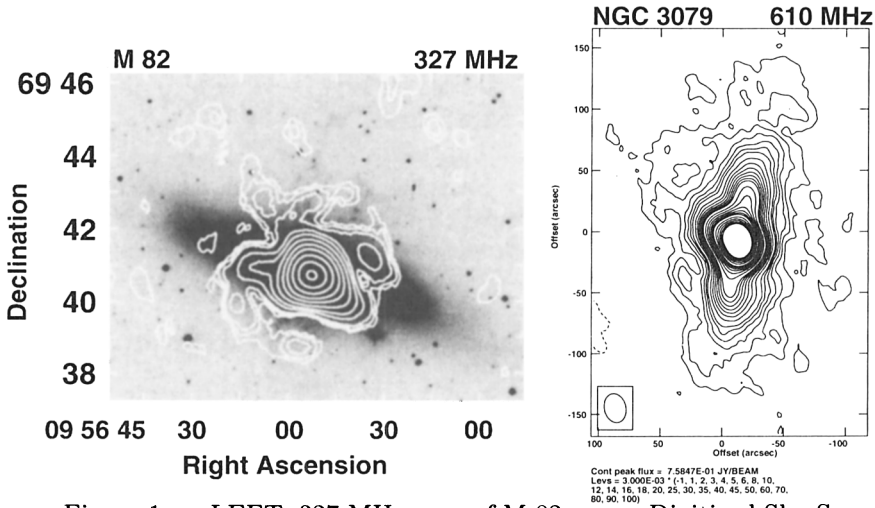 M 82 327 MHz
69 46
44
42
40
38
Declination
09 56 45 30 00 30 00
Right Ascension
NGC 3079 610 MHz
150
100
50
0
-50
-100
-150
Offset (arcsec)
100 50 0 -50 -100
Offset (arcsec)
Cont peak flux = 7.5847E-01 JY/BEAM
Levs = 3.000E-03 * (-1, 1, 2, 3, 4, 5, 6, 8, 10,
12, 14, 16, 18, 20, 25, 30, 35, 40, 45, 50, 60, 70,
80, 90, 100)